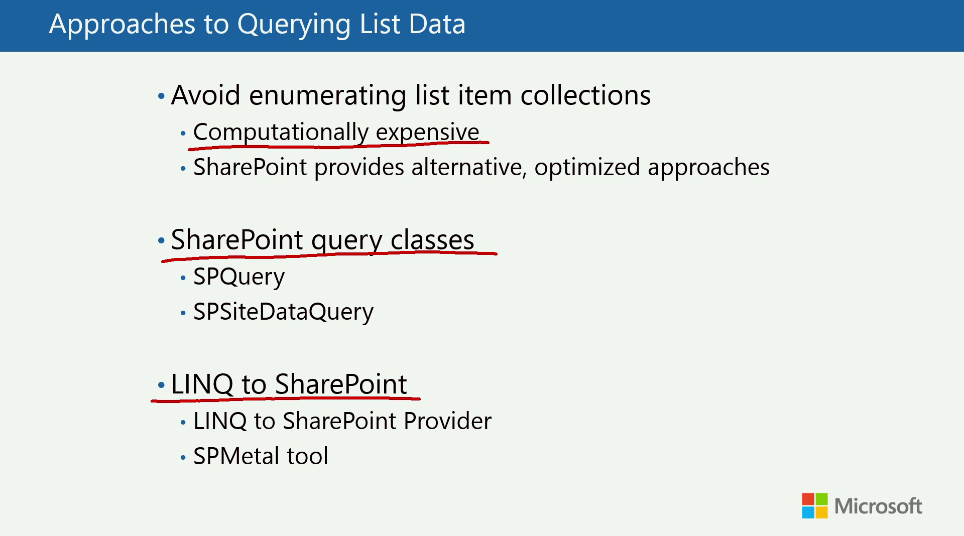 Approaches to Querying List Data
• Avoid enumerating list item collections
• Computationally expensive
• SharePoint provides alternative, optimized approaches
• SharePoint query classes
• SPQuery
• SPSiteDataQuery
• LINQ to SharePoint
• LINQ to SharePoint Provider
• SPMetal tool
Microsoft